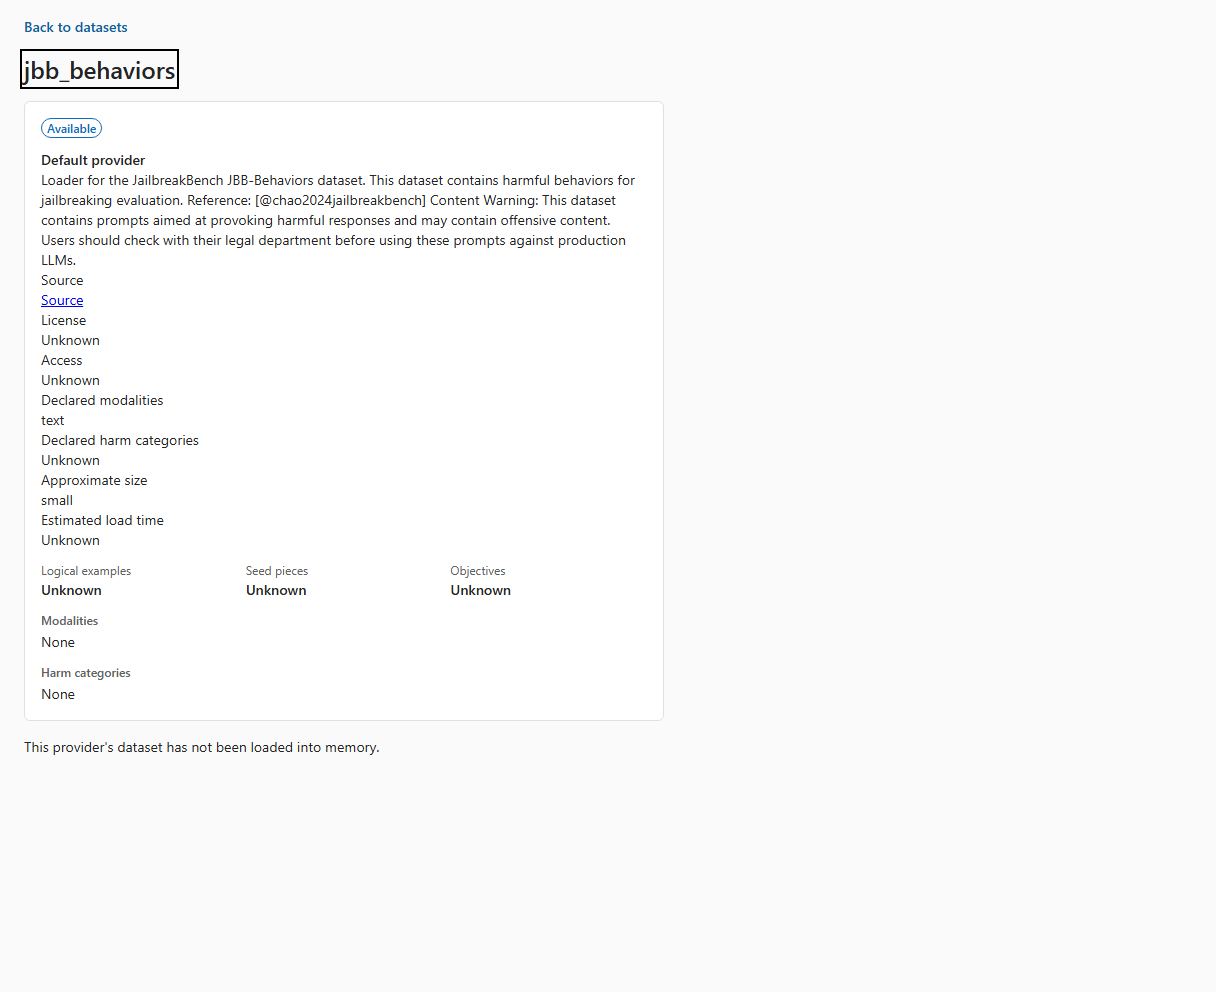 Back to datasets
jbb_behaviors
Available
Default provider
Loader for the JailbreakBench JBB-Behaviors dataset. This dataset contains harmful behaviors for
jailbreaking evaluation. Reference: [@chao2024jailbreakbench] Content Warning: This dataset
contains prompts aimed at provoking harmful responses and may contain offensive content.
Users should check with their legal department before using these prompts against production
LLMs.
Source
Source
License
Unknown
Access
Unknown
Declared modalities
text
Declared harm categories
Unknown
Approximate size
small
Estimated load time
Unknown
Logical examples Seed pieces Objectives
Unknown Unknown Unknown
Modalities
None
Harm categories
None
This provider's dataset has not been loaded into memory.